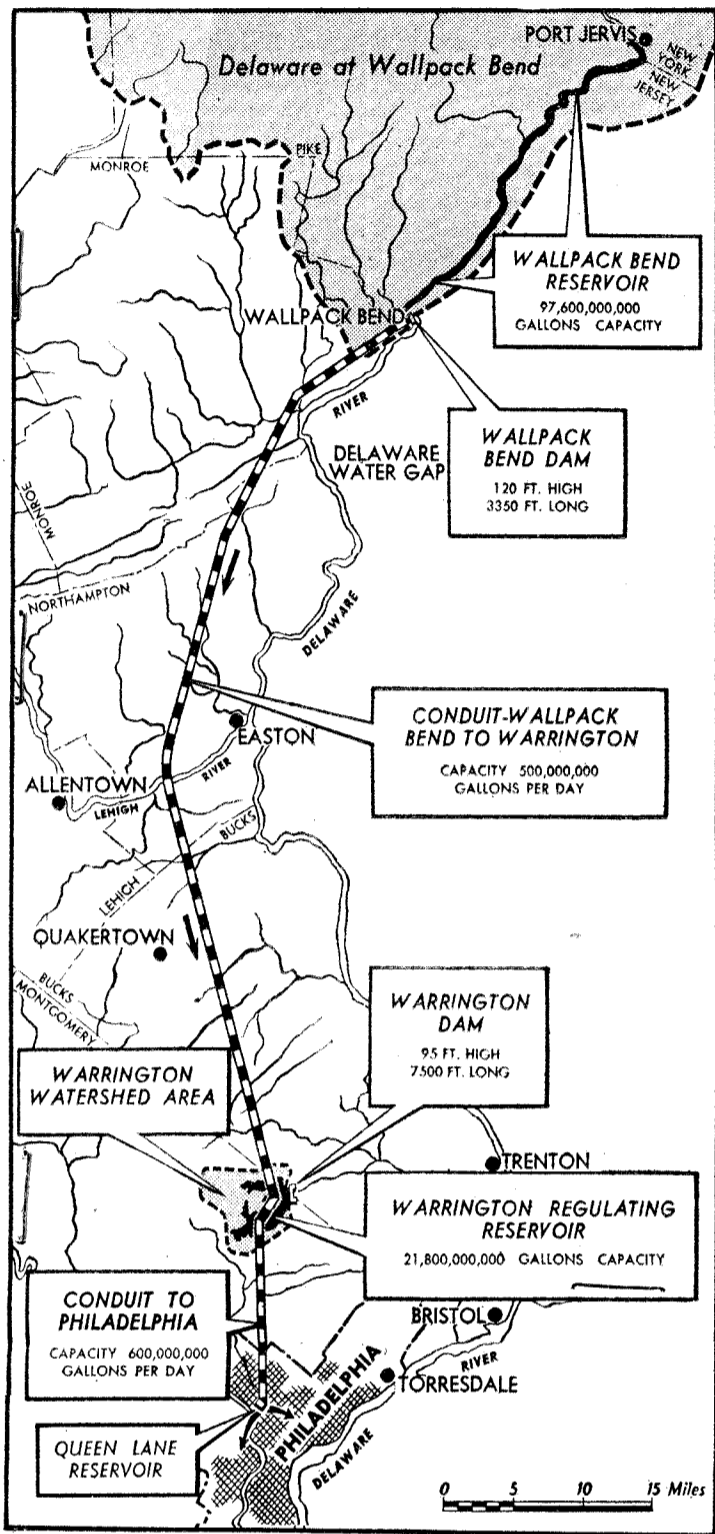 PORT JERVIS
NEW YORK
NEW JERSEY
Delaware at Wallpack Bend
MONROE
PIKE
WALLPACK BEND
RESERVOIR
97,600,000,000
GALLONS CAPACITY
WALLPACK BEND
RIVER
DELAWARE
WATER GAP
WALLPACK
BEND DAM
120 FT. HIGH
3350 FT. LONG
MONROE
NORTHAMPTON
DELAWARE
CONDUIT-WALLPACK
BEND TO WARRINGTON
CAPACITY 500,000,000
GALLONS PER DAY
EASTON
RIVER
ALLENTOWN
LEHIGH
BUCKS
LEHIGH
QUAKERTOWN
BUCKS
MONTGOMERY
WARRINGTON
DAM
95 FT. HIGH
7500 FT. LONG
WARRINGTON
WATERSHED AREA
TRENTON
WARRINGTON REGULATING
RESERVOIR
21,800,000,000 GALLONS CAPACITY
CONDUIT TO
PHILADELPHIA
CAPACITY 600,000,000
GALLONS PER DAY
BRISTOL
RIVER
TORRESDALE
PHILADELPHIA
QUEEN LANE
RESERVOIR
DELAWARE
0 5 10 15 Miles